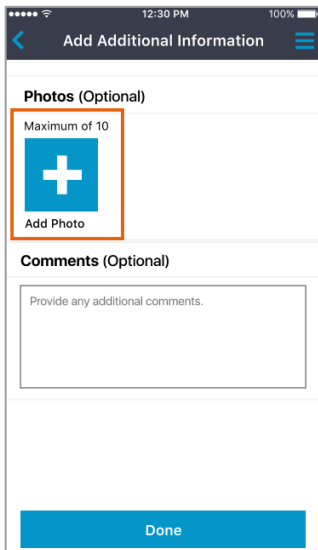 12:30 PM 100%
Add Additional Information
Photos (Optional)
Maximum of 10
Add Photo
Comments (Optional)
Provide any additional comments.
Done